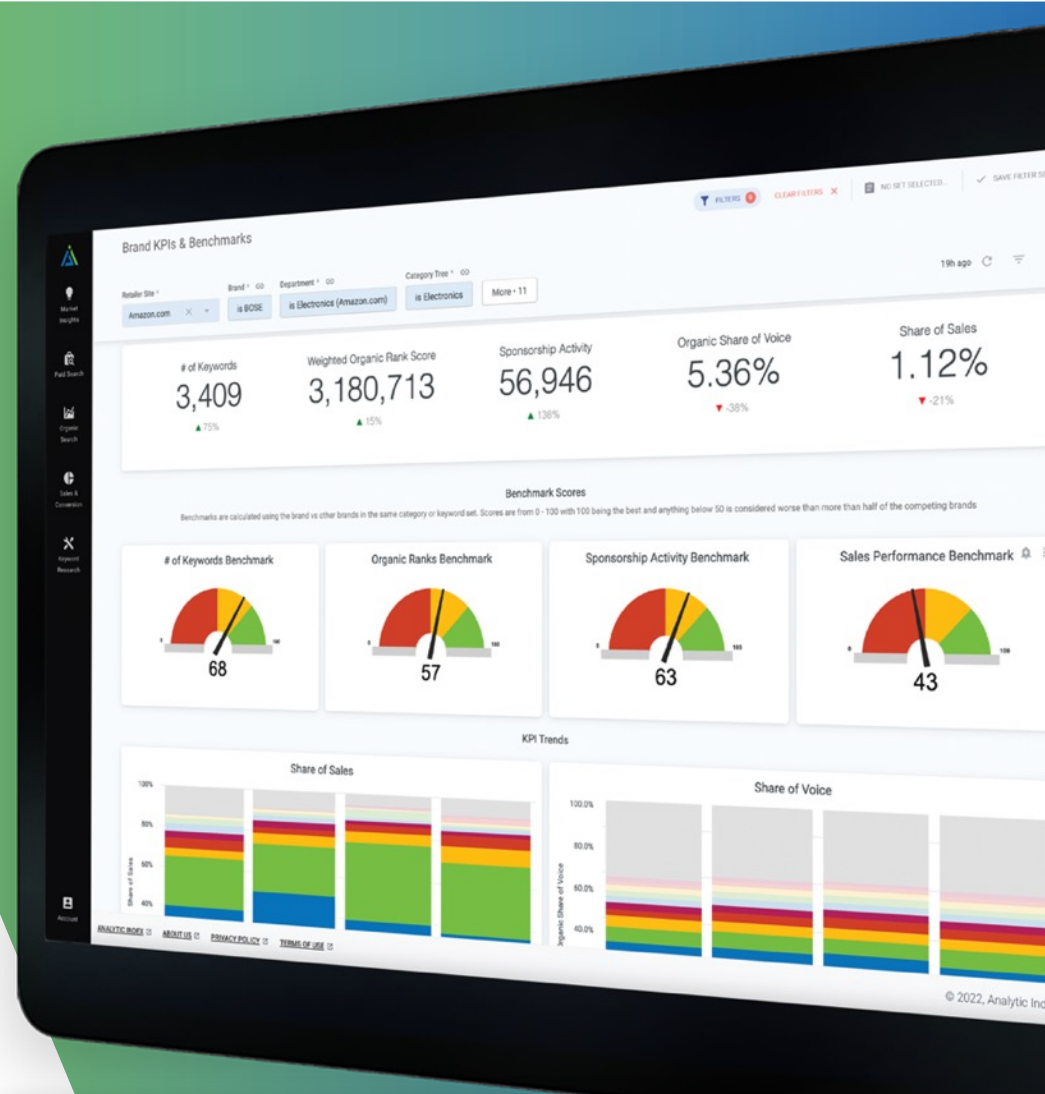 FILTERS
CLEAR FILTERS
NO SET SELECTED...
SAVE FILTER SE
Brand KPIs & Benchmarks
19h ago
Retailer Site *
Brand *
Department *
Category Tree *
Amazon.com
is BOSE
is Electronics (Amazon.com)
is Electronics
More • 11
Market
Insights
Paid Search
Organic
Search
Sales &
Conversion
Keyword
Research
Account
# of Keywords
3,409
▲ 75%
Weighted Organic Rank Score
3,180,713
▲ 15%
Sponsorship Activity
56,946
▲ 138%
Organic Share of Voice
5.36%
▼ -38%
Share of Sales
1.12%
▼ -21%
Benchmark Scores
Benchmarks are calculated using the brand vs other brands in the same category or keyword set. Scores are from 0 - 100 with 100 being the best and anything below 50 is considered worse than more than half of the competing brands
# of Keywords Benchmark
0
100
68
Organic Ranks Benchmark
0
100
57
Sponsorship Activity Benchmark
0
100
63
Sales Performance Benchmark
0
100
43
KPI Trends
Share of Sales
100%
80%
60%
40%
Share of Sales
Share of Voice
100.0%
80.0%
60.0%
40.0%
Organic Share of Voice
ANALYTIC INDEX
ABOUT US
PRIVACY POLICY
TERMS OF USE
© 2022, Analytic Ind